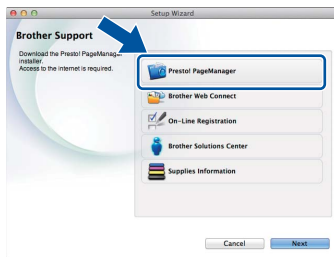 Setup Wizard
Brother Support
Download the Presto! PageManager
installer.
Access to the internet is required.
Presto! PageManager
Brother Web Connect
On-Line Registration
Brother Solutions Center
Supplies Information
Cancel
Next